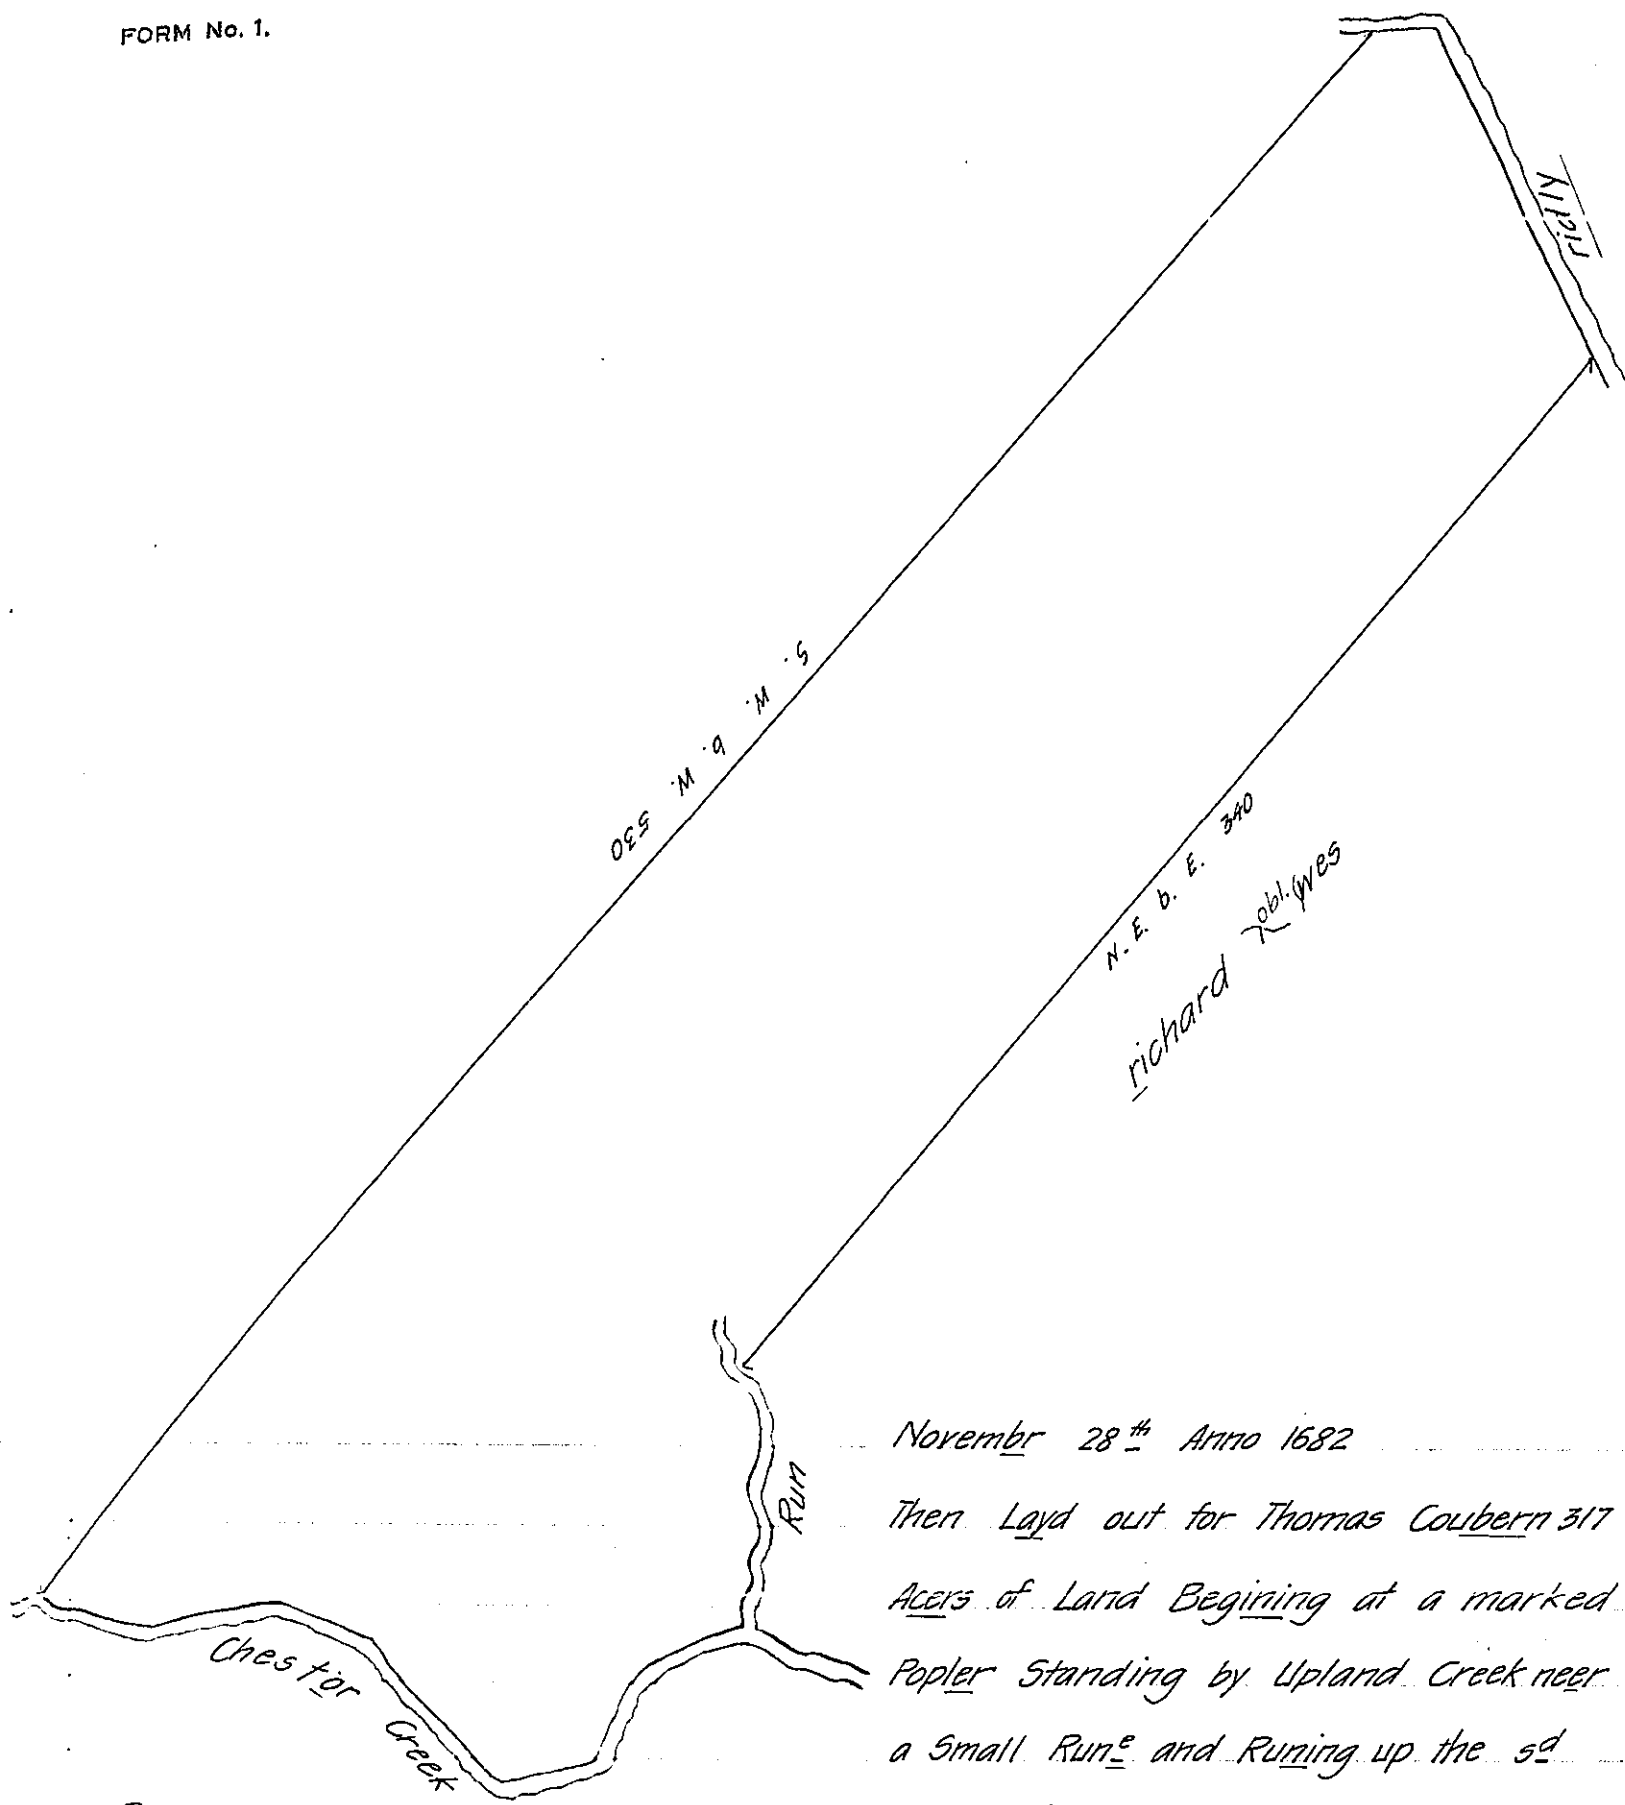 FORM No. 1.
ridly
S. W. b. W. 530
N. E. b. E. 340
richard
Run
Chestor Creek
Novembr 28th Anno 1682
Then Layd out for Thomas Coubern 317
Acers of Land Begining at a marked
Popler Standing by Upland Creek neer
a Small Rune and Runing up the sd